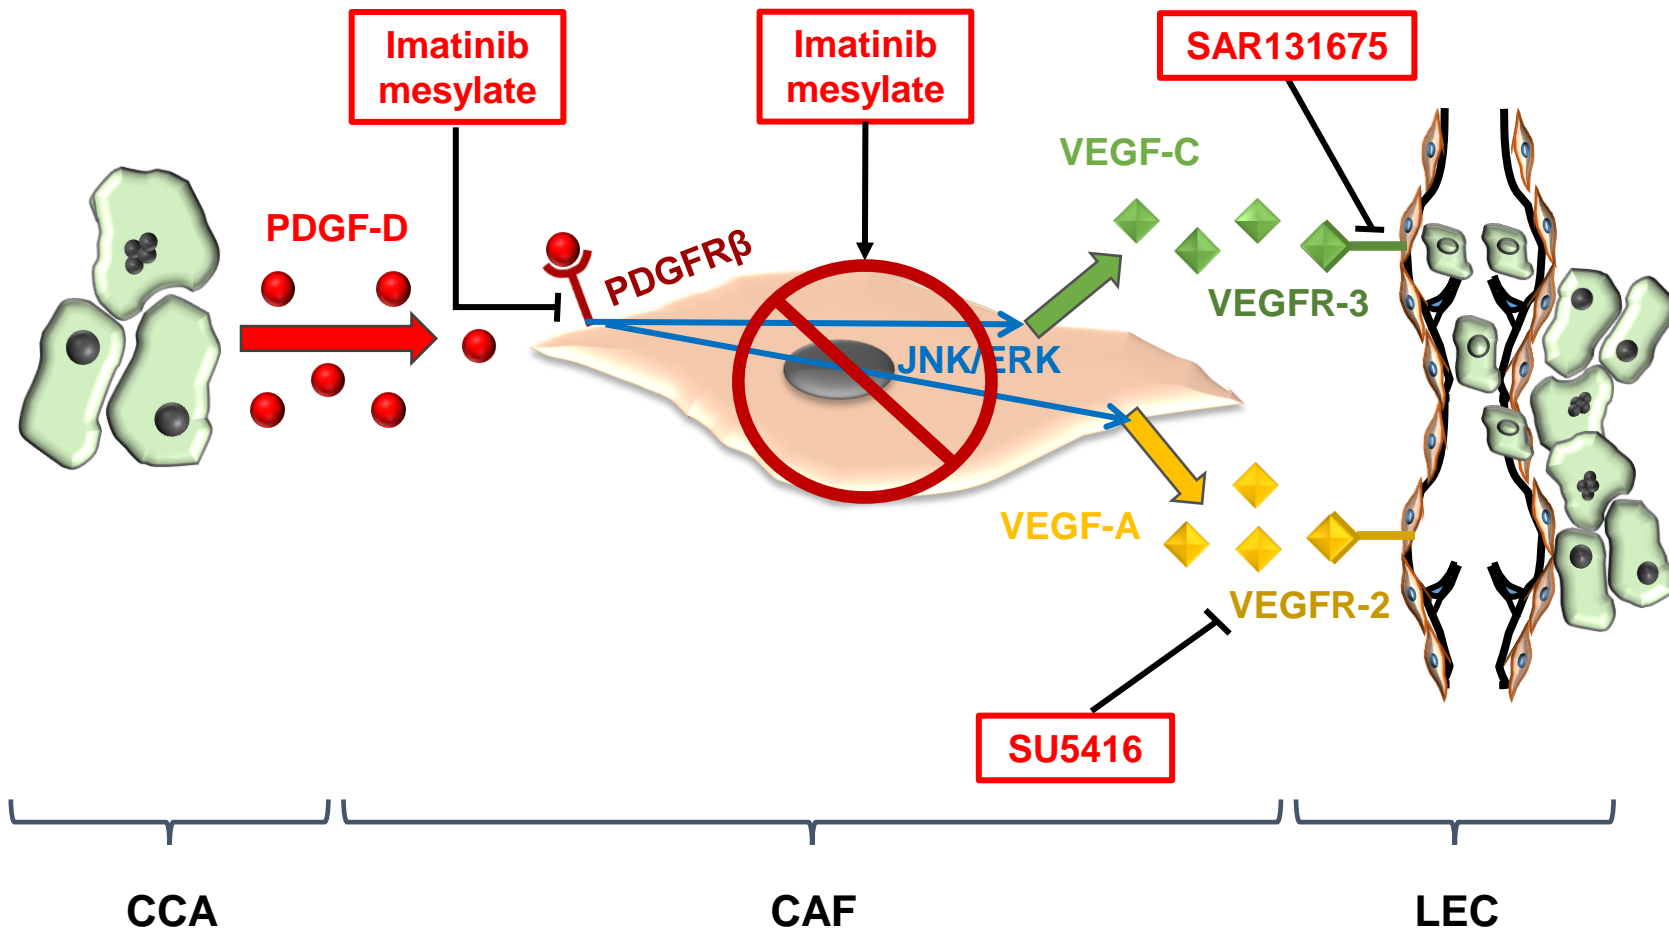 Imatinib
mesylate
Imatinib
mesylate
SAR131675
VEGF-C
PDGF-D
PDGFRβ
VEGFR-3
JNK/ERK
VEGF-A
VEGFR-2
SU5416
CCA
CAF
LEC